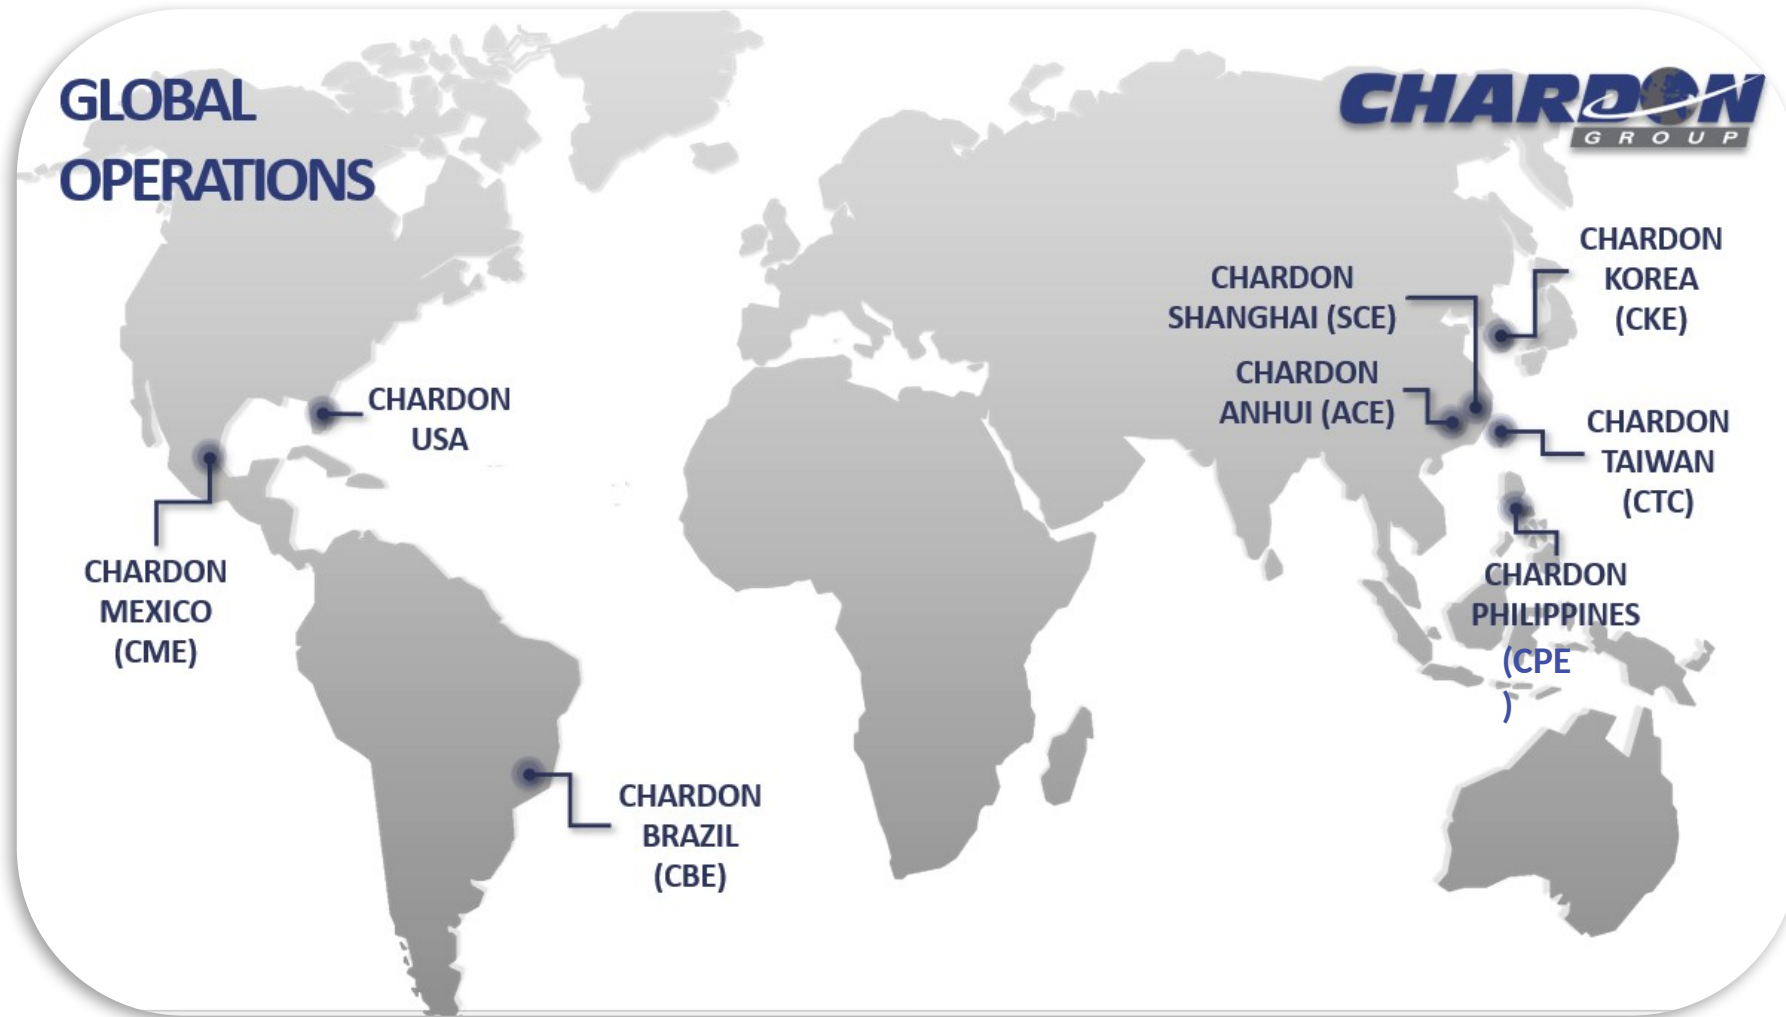 GLOBAL
OPERATIONS
CHARDON
GROUP
CHARDON
KOREA
(CKE)
CHARDON
SHANGHAI (SCE)
CHARDON
ANHUI (ACE)
CHARDON
USA
CHARDON
TAIWAN
(CTC)
CHARDON
MEXICO
(CME)
CHARDON
PHILIPPINES
(CPE
)
CHARDON
BRAZIL
(CBE)